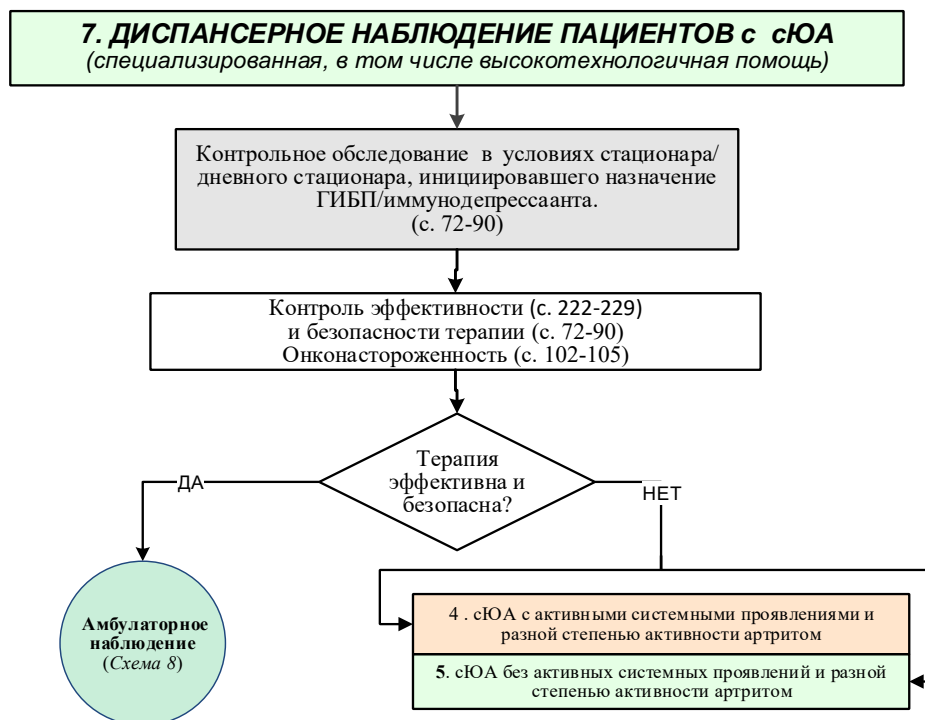 7. ДИСПАНСЕРНОЕ НАБЛЮДЕНИЕ ПАЦИЕНТОВ с сЮА
(специализированная, в том числе высокотехнологичная помощь)
Контрольное обследование в условиях стационара/
дневного стационара, инициировавшего назначение
ГИБП/иммунодепрессаанта.
(с. 72-90)
Контроль эффективности (с. 222-229)
и безопасности терапии (с. 72-90)
Онконастороженность (с. 102-105)
Терапия
эффективна и
безопасна?
ДА
НЕТ
Амбулаторное
наблюдение
(Схема 8)
4 . сЮА с активными системными проявлениями и
разной степенью активности артритом
5. сЮА без активных системных проявлений и разной
степенью активности артритом